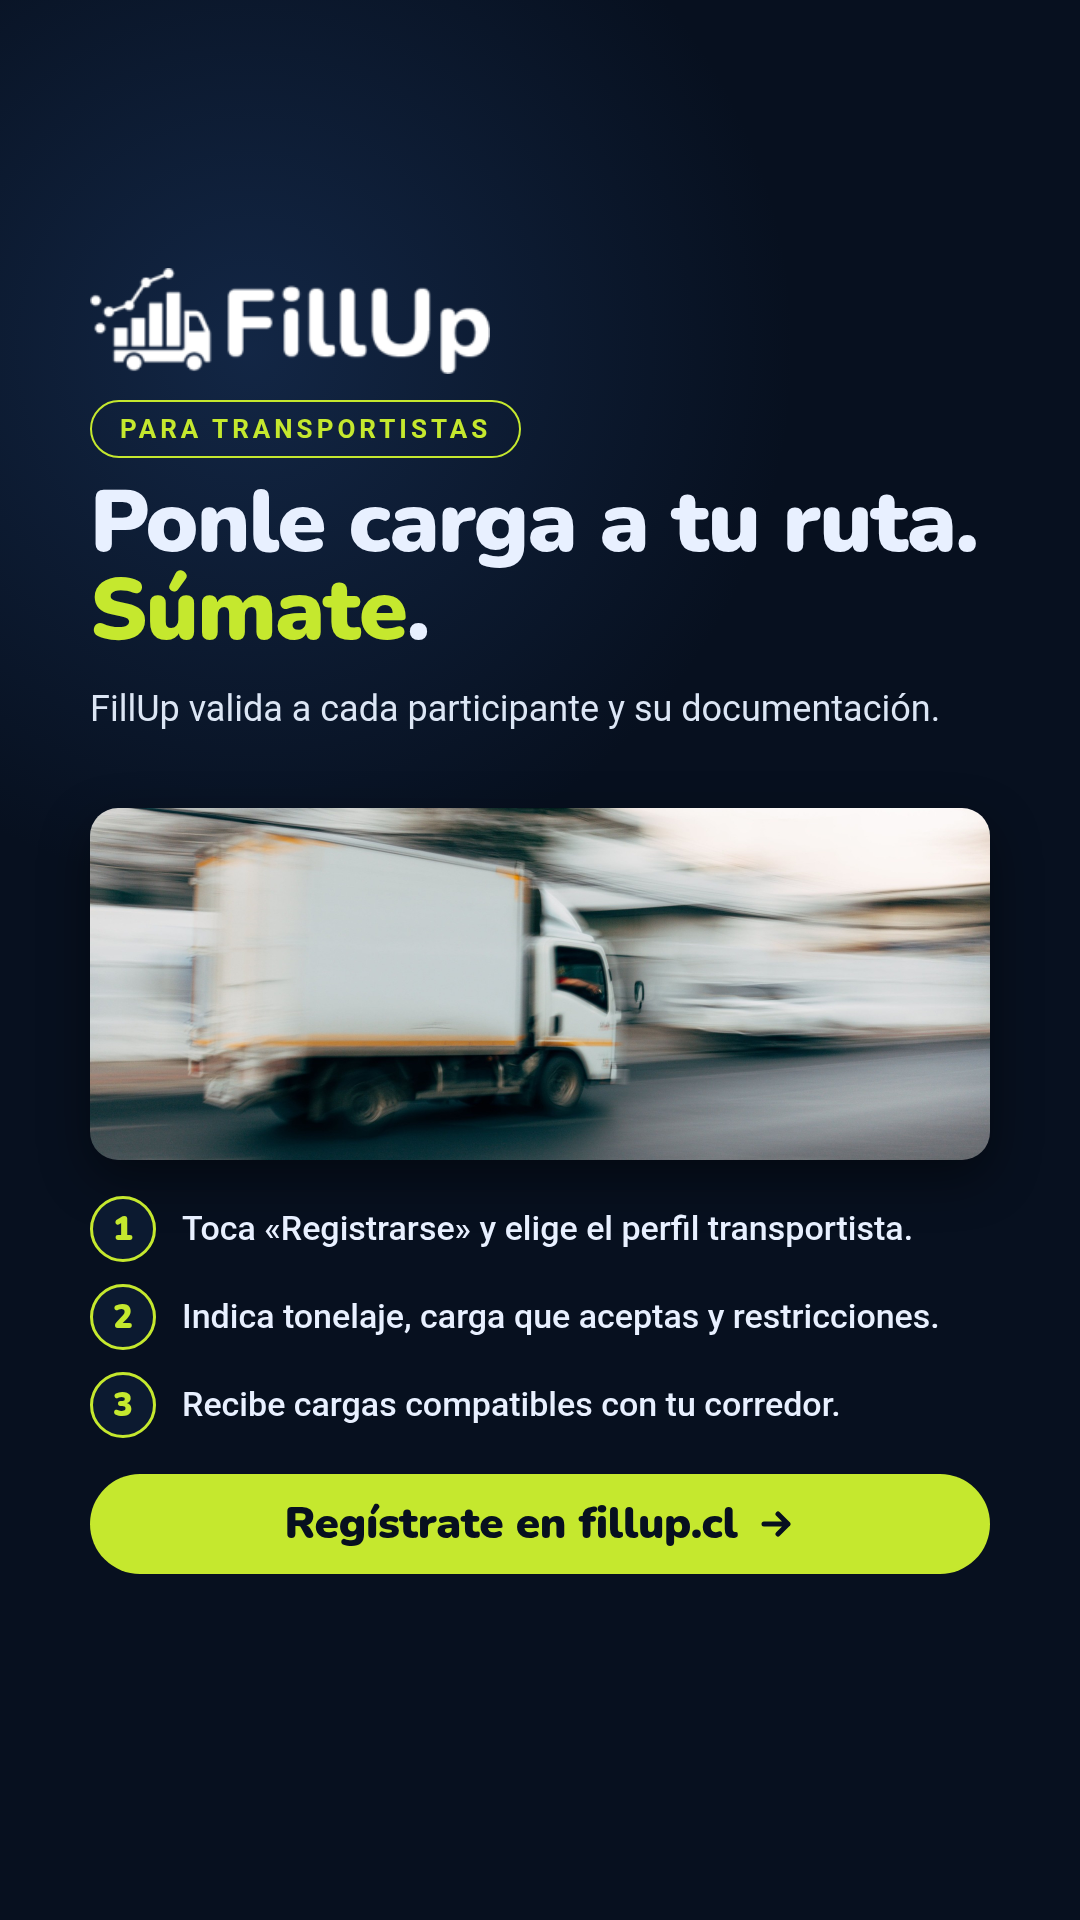 FillUp
PARA TRANSPORTISTAS
Ponle carga a tu ruta.
Súmate.
FillUp valida a cada participante y su documentación.
1 Toca «Registrarse» y elige el perfil transportista.
2 Indica tonelaje, carga que aceptas y restricciones.
3 Recibe cargas compatibles con tu corredor.
Regístrate en fillup.cl →